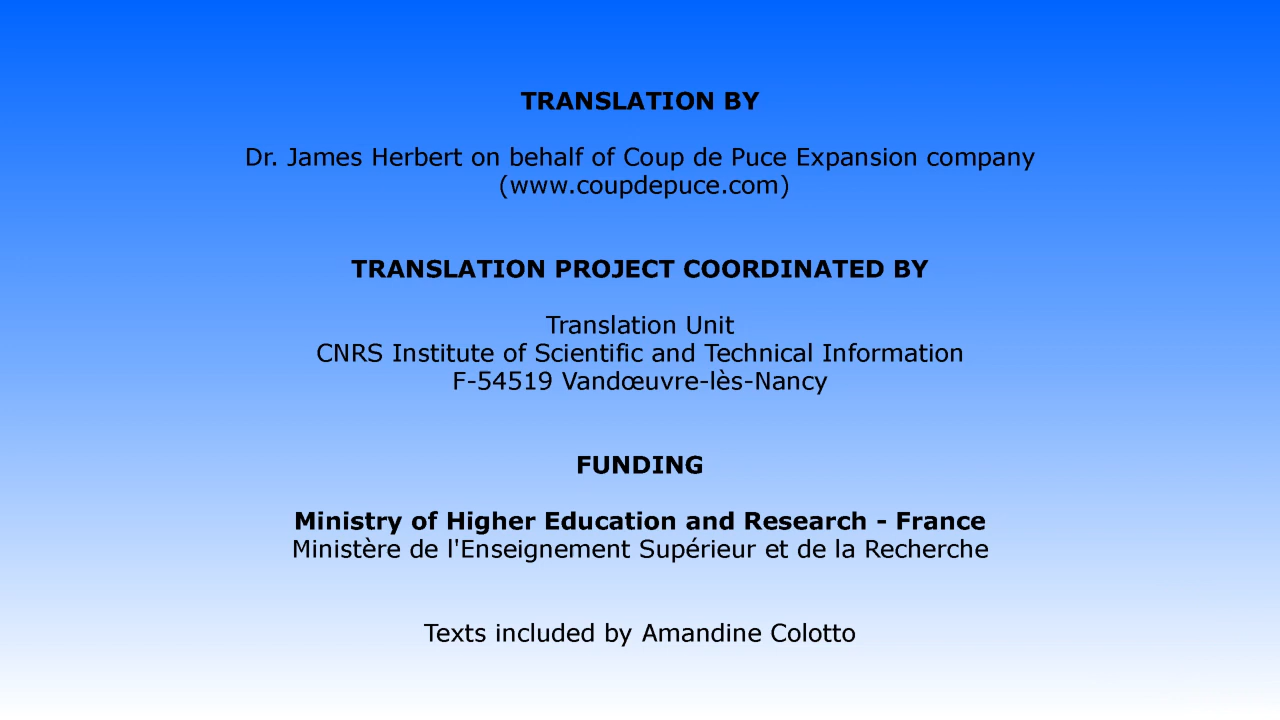 TRANSLATION BY
Dr. James Herbert on behalf of Coup de Puce Expansion company
(www.coupdepuce.com)
TRANSLATION PROJECT COORDINATED BY
Translation Unit
CNRS Institute of Scientific and Technical Information
F-54519 Vandœuvre-lès-Nancy
FUNDING
Ministry of Higher Education and Research - France
Ministère de l'Enseignement Supérieur et de la Recherche
Texts included by Amandine Colotto